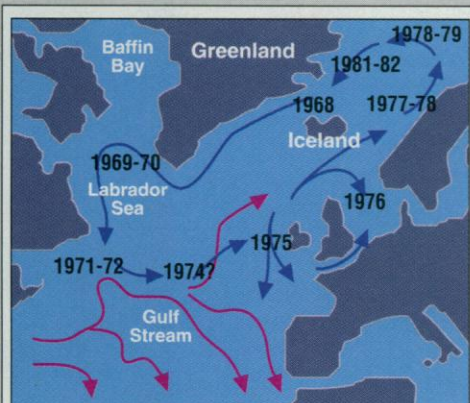 1978-79
Baffin
Bay
Greenland
1981-82
1968
1977-78
Iceland
1969-70
Labrador
Sea
1976
1975
1971-72
1974?
Gulf
Stream